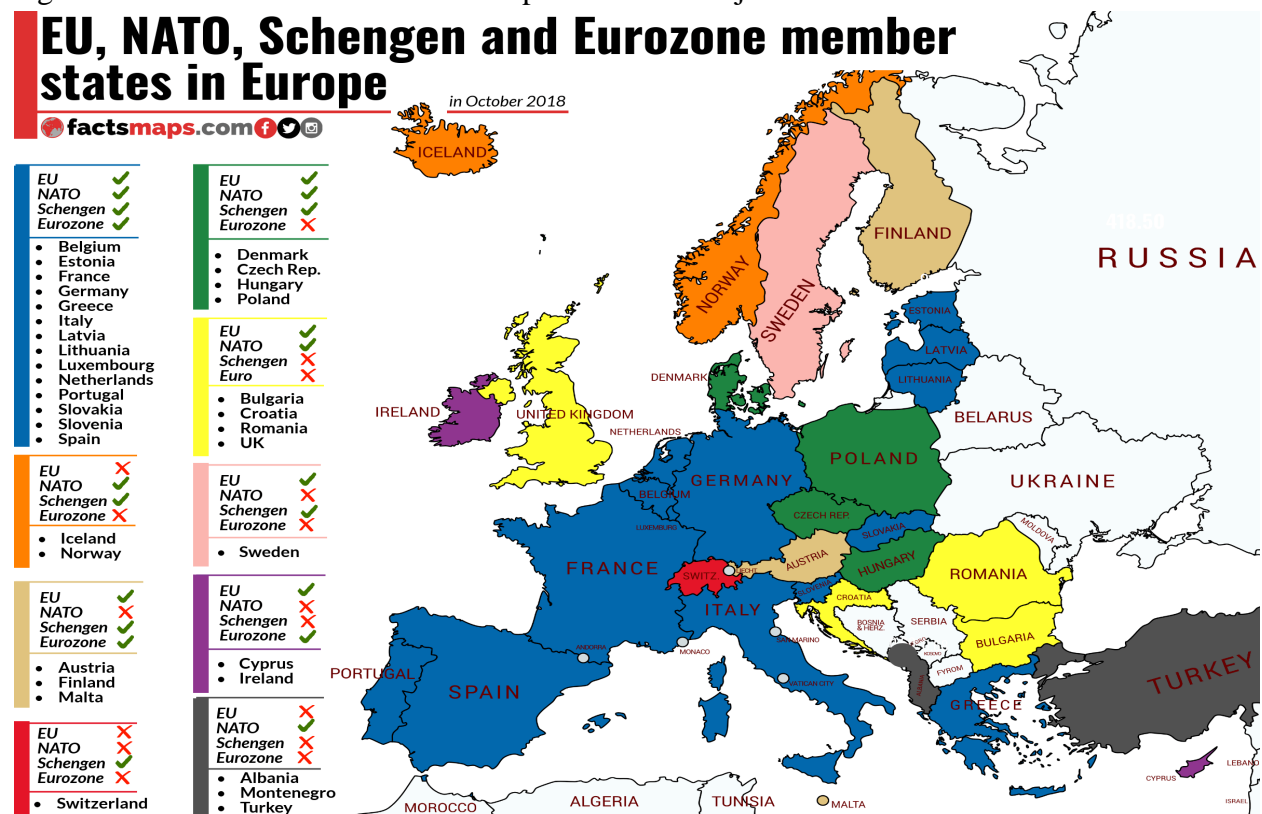 EU, NATO, Schengen and Eurozone member
states in Europe
in October 2018
factsmaps.com
EU
NATO
Schengen
Eurozone
Belgium
Estonia
France
Germany
Greece
Italy
Latvia
Lithuania
Luxembourg
Netherlands
Portugal
Slovakia
Slovenia
Spain
EU
NATO
Schengen
Eurozone
Iceland
Norway
EU
NATO
Schengen
Eurozone
Austria
Finland
Malta
EU
NATO
Schengen
Eurozone
Switzerland
EU
NATO
Schengen
Eurozone
Denmark
Czech Rep.
Hungary
Poland
EU
NATO
Schengen
Euro
Bulgaria
Croatia
Romania
UK
EU
NATO
Schengen
Eurozone
Sweden
EU
NATO
Schengen
Eurozone
Cyprus
Ireland
EU
NATO
Schengen
Eurozone
Albania
Montenegro
Turkey
ICELAND
NORWAY
SWEDEN
FINLAND
416,50
RUSSIA
ESTONIA
LATVIA
LITHUANIA
DENMARK
IRELAND
UNITED KINGDOM
NETHERLANDS
BELARUS
POLAND
GERMANY
BELGIUM
UKRAINE
LUXEMBURG
CZECH REP.
SLOVAKIA
MOLDOVA
FRANCE
SWITZ.
LIECHT.
AUSTRIA
HUNGARY
ROMANIA
SLOVENIA
CROATIA
ITALY
BOSNIA
& HERZ.
SERBIA
SAN MARINO
BULGARIA
MONACO
ANDORRA
KOSOVO
FYROM
PORTUGAL
SPAIN
VATICAN CITY
ALBANIA
GREECE
TURKEY
CYPRUS
LEBANO
ISRAEL
MOROCCO
ALGERIA
TUNISIA
MALTA